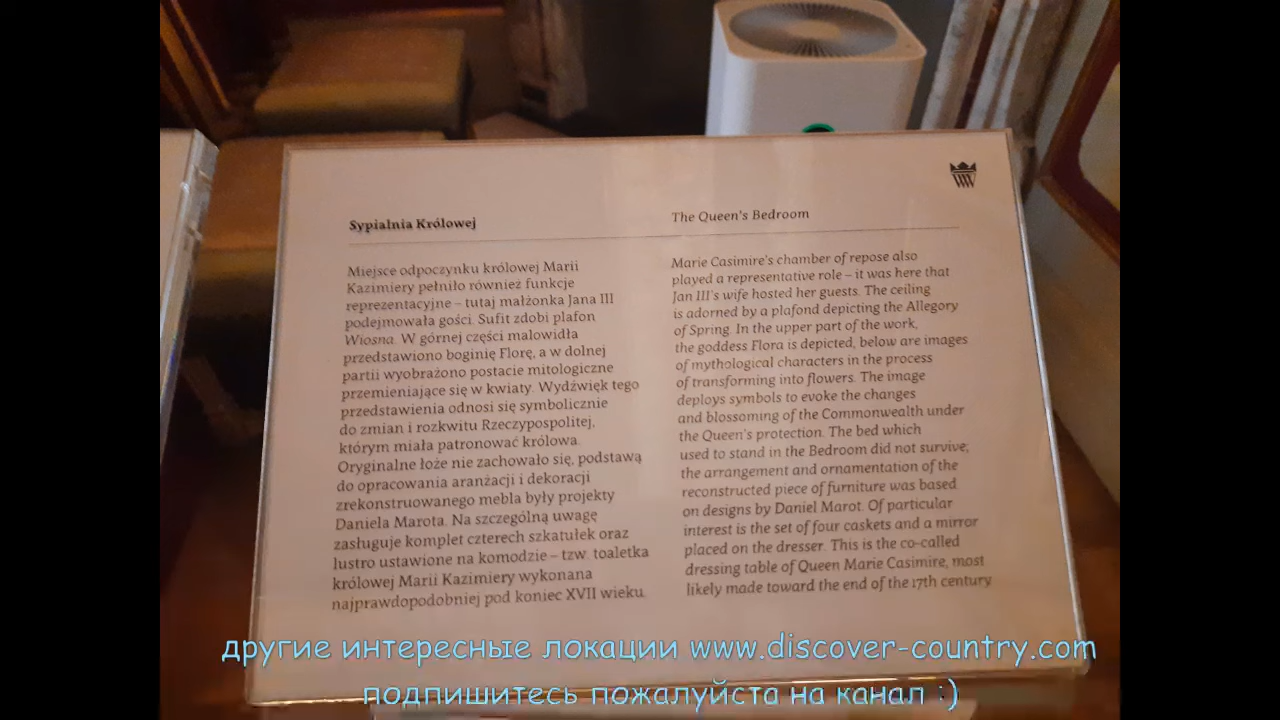 Sypialnia Królowej
Miejsce odpoczynku królowej Marii
Kazimiery pełniło również funkcje
reprezentacyjne – tutaj małżonka Jana III
podejmowała gości. Sufit zdobi plafon
Wiosna. W górnej części malowidła
przedstawiono boginię Florę, a w dolnej
partii wyobrażono postacie mitologiczne
przemieniające się w kwiaty. Wydźwięk tego
przedstawienia odnosi się symbolicznie
do zmian i rozkwitu Rzeczypospolitej,
którym miała patronować królowa.
Oryginalne łoże nie zachowało się, podstawą
do opracowania aranżacji i dekoracji
zrekonstruowanego mebla były projekty
Daniela Marota. Na szczególną uwagę
zasługuje komplet czterech szkatułek oraz
lustro ustawione na komodzie – tzw. toaletka
królowej Marii Kazimiery wykonana
najprawdopodobniej pod koniec XVII wieku.
The Queen's Bedroom
Marie Casimire's chamber of repose also
played a representative role – it was here that
Jan III's wife hosted her guests. The ceiling
is adorned by a plafond depicting the Allegory
of Spring. In the upper part of the work,
the goddess Flora is depicted, below are images
of mythological characters in the process
of transforming into flowers. The image
deploys symbols to evoke the changes
and blossoming of the Commonwealth under
the Queen's protection. The bed which
used to stand in the Bedroom did not survive;
the arrangement and ornamentation of the
reconstructed piece of furniture was based
on designs by Daniel Marot. Of particular
interest is the set of four caskets and a mirror
placed on the dresser. This is the co-called
dressing table of Queen Marie Casimire, most
likely made toward the end of the 17th century
другие интересные локации www.discover-country.com
подпишитесь пожалуйста на канал :)